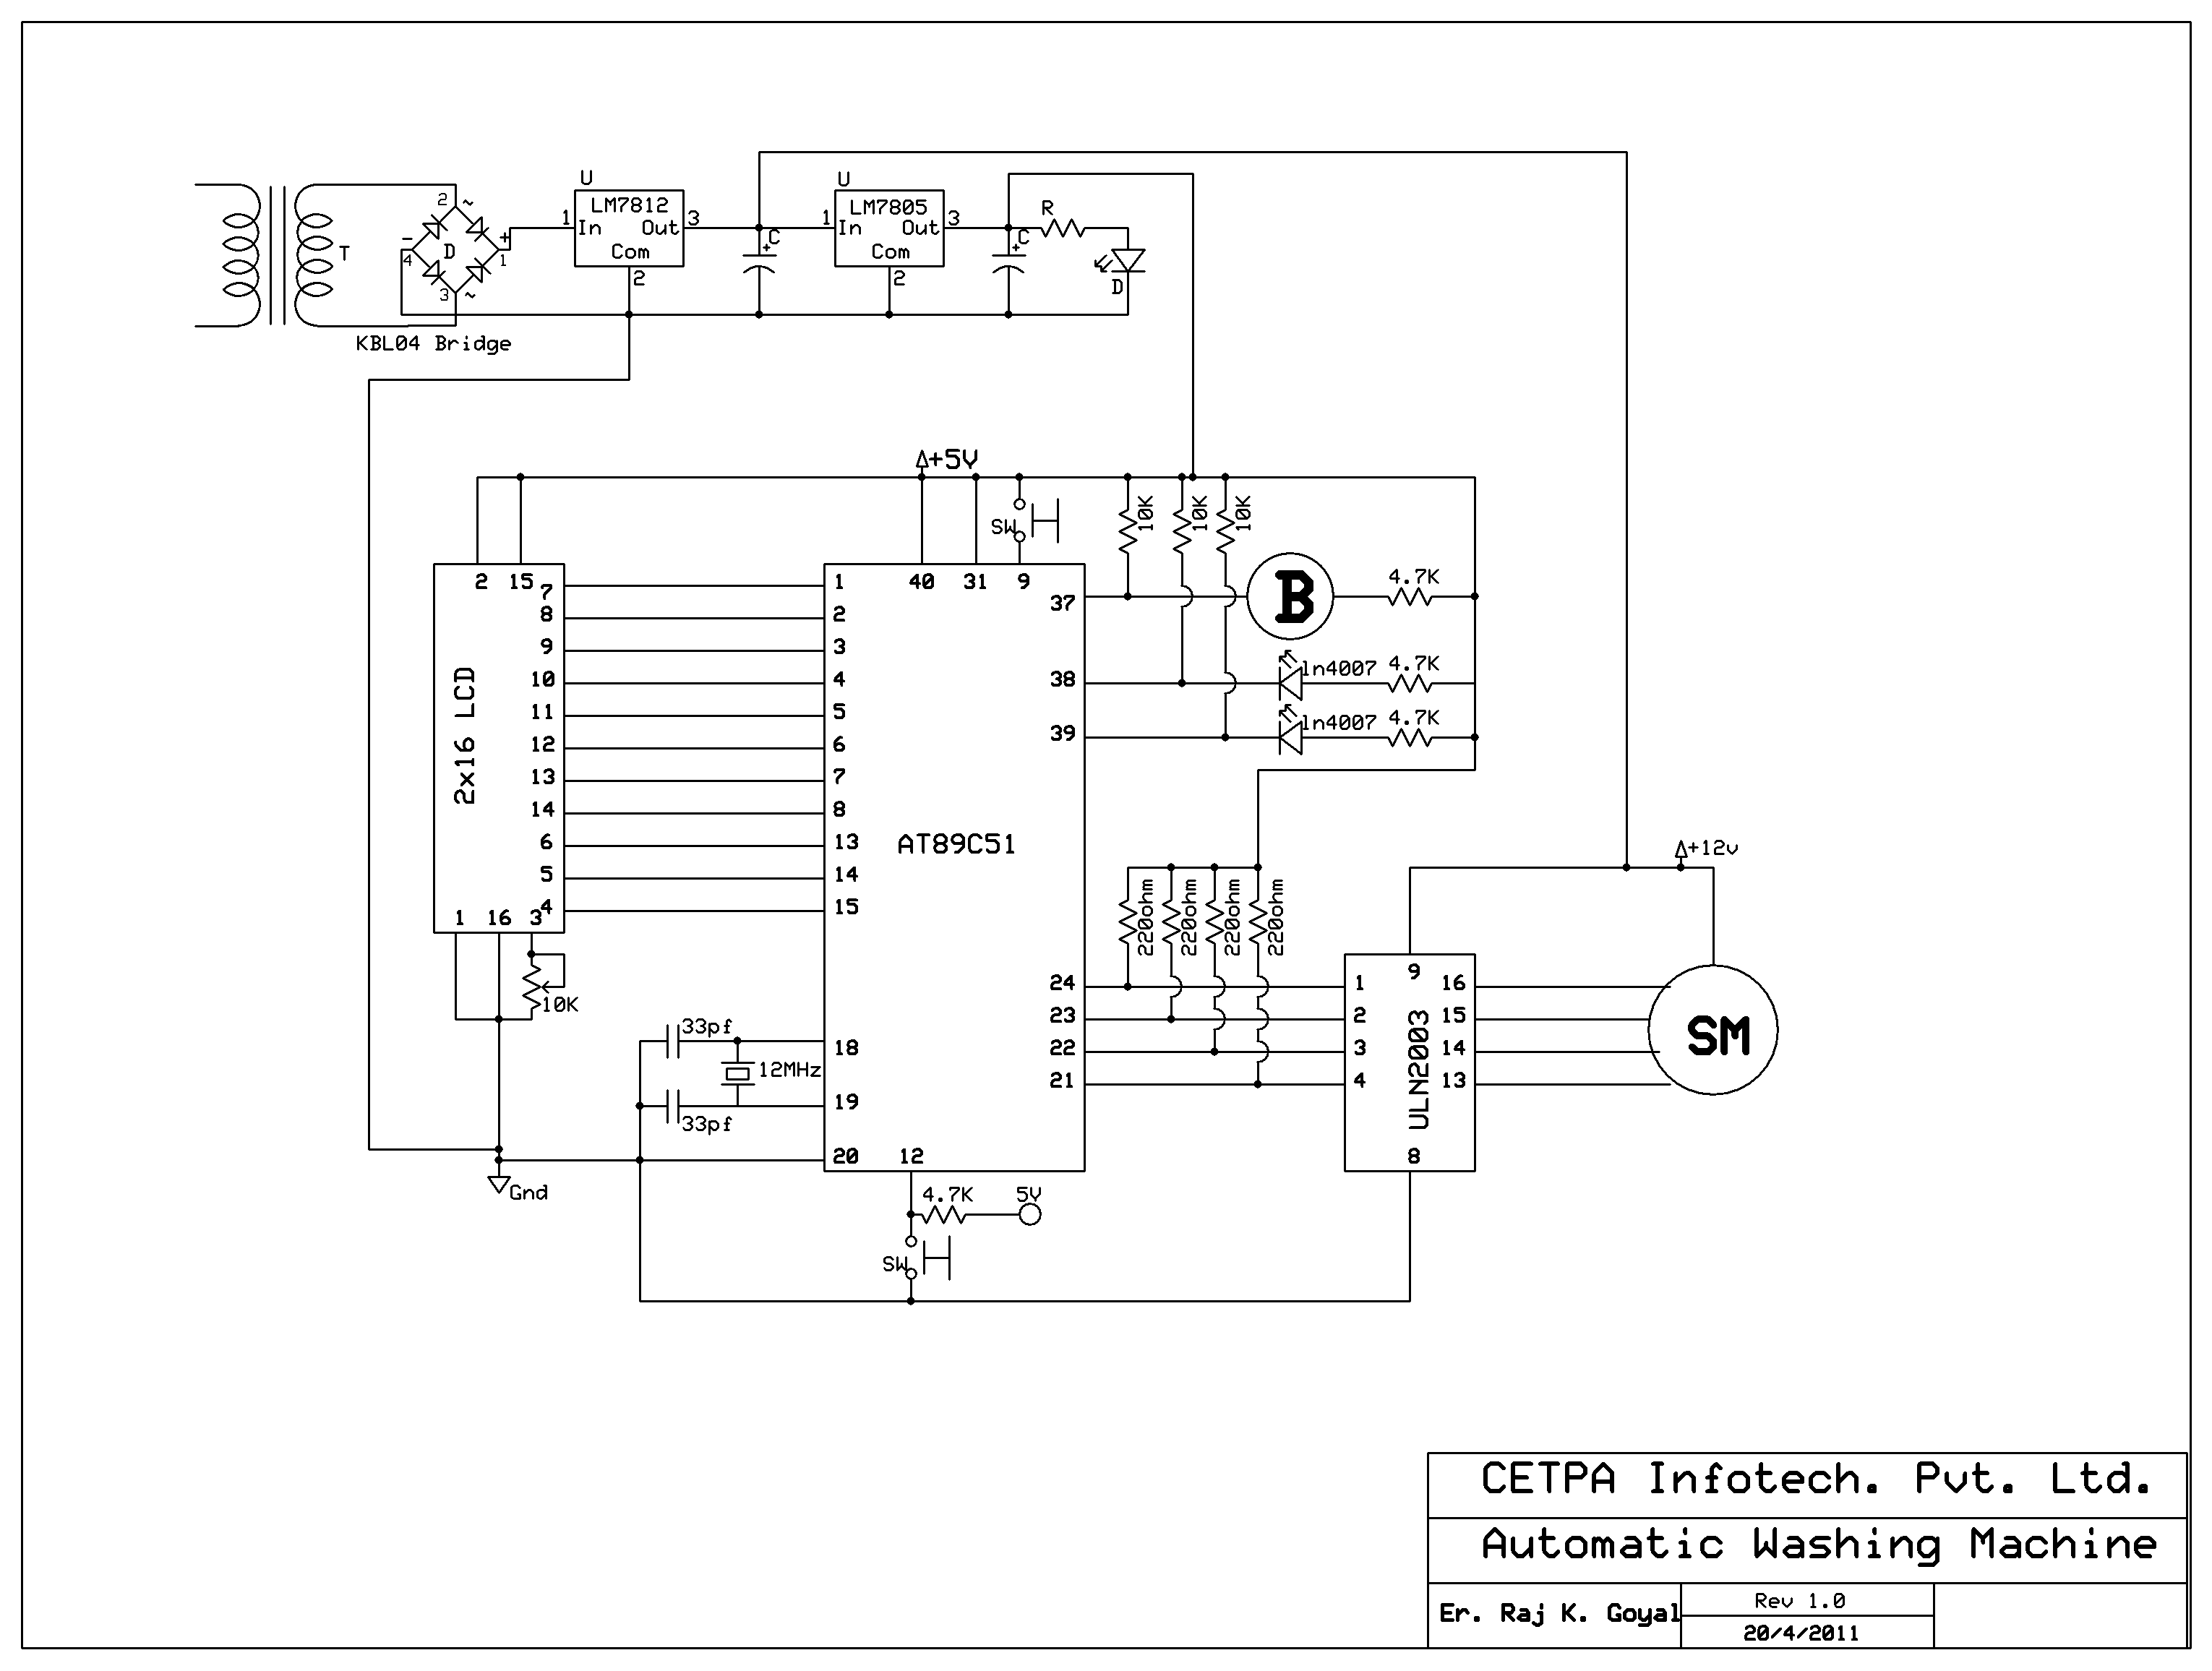 U
LM7812
1 In Out 3
Com
2
U
LM7805
1 In Out 3
Com
2
C
+
C
+
R
D
T
2 ~
- D +
4 1
3 ~
KBL04 Bridge
+5V
SW
10K
10K
10K
2 15
7
8
9
10
11
12
13
14
6
5
4
1 16 3
2x16 LCD
10K
40 31 9
1
2
3
4
5
6
7
8
13
14
15
18
19
20
12
AT89C51
37
38
39
24
23
22
21
B
4.7K
1n4007 4.7K
1n4007 4.7K
220ohm
220ohm
220ohm
220ohm
+12v
9
1 16
2 15
3 14
4 13
8
ULN2003
SM
33pf
12MHz
33pf
Gnd
4.7K 5V
SW
CETPA Infotech. Pvt. Ltd.
Automatic Washing Machine
Er. Raj K. Goyal
Rev 1.0
20/4/2011